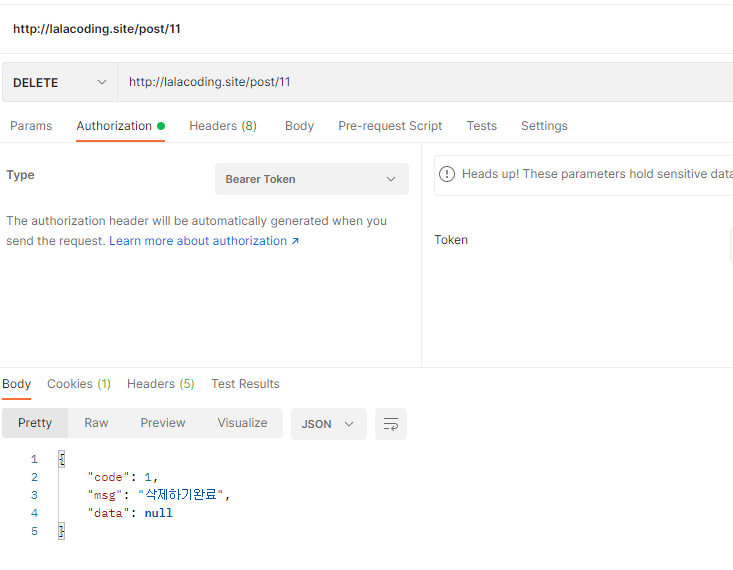 http://lalacoding.site/post/11
DELETE http://lalacoding.site/post/11
Params Authorization Headers (8) Body Pre-request Script Tests Settings
Type Bearer Token
Heads up! These parameters hold sensitive data
The authorization header will be automatically generated when you
send the request. Learn more about authorization ↗
Token
Body Cookies (1) Headers (5) Test Results
Pretty Raw Preview Visualize JSON
1 {
2 "code": 1,
3 "msg": "삭제하기완료",
4 "data": null
5 }